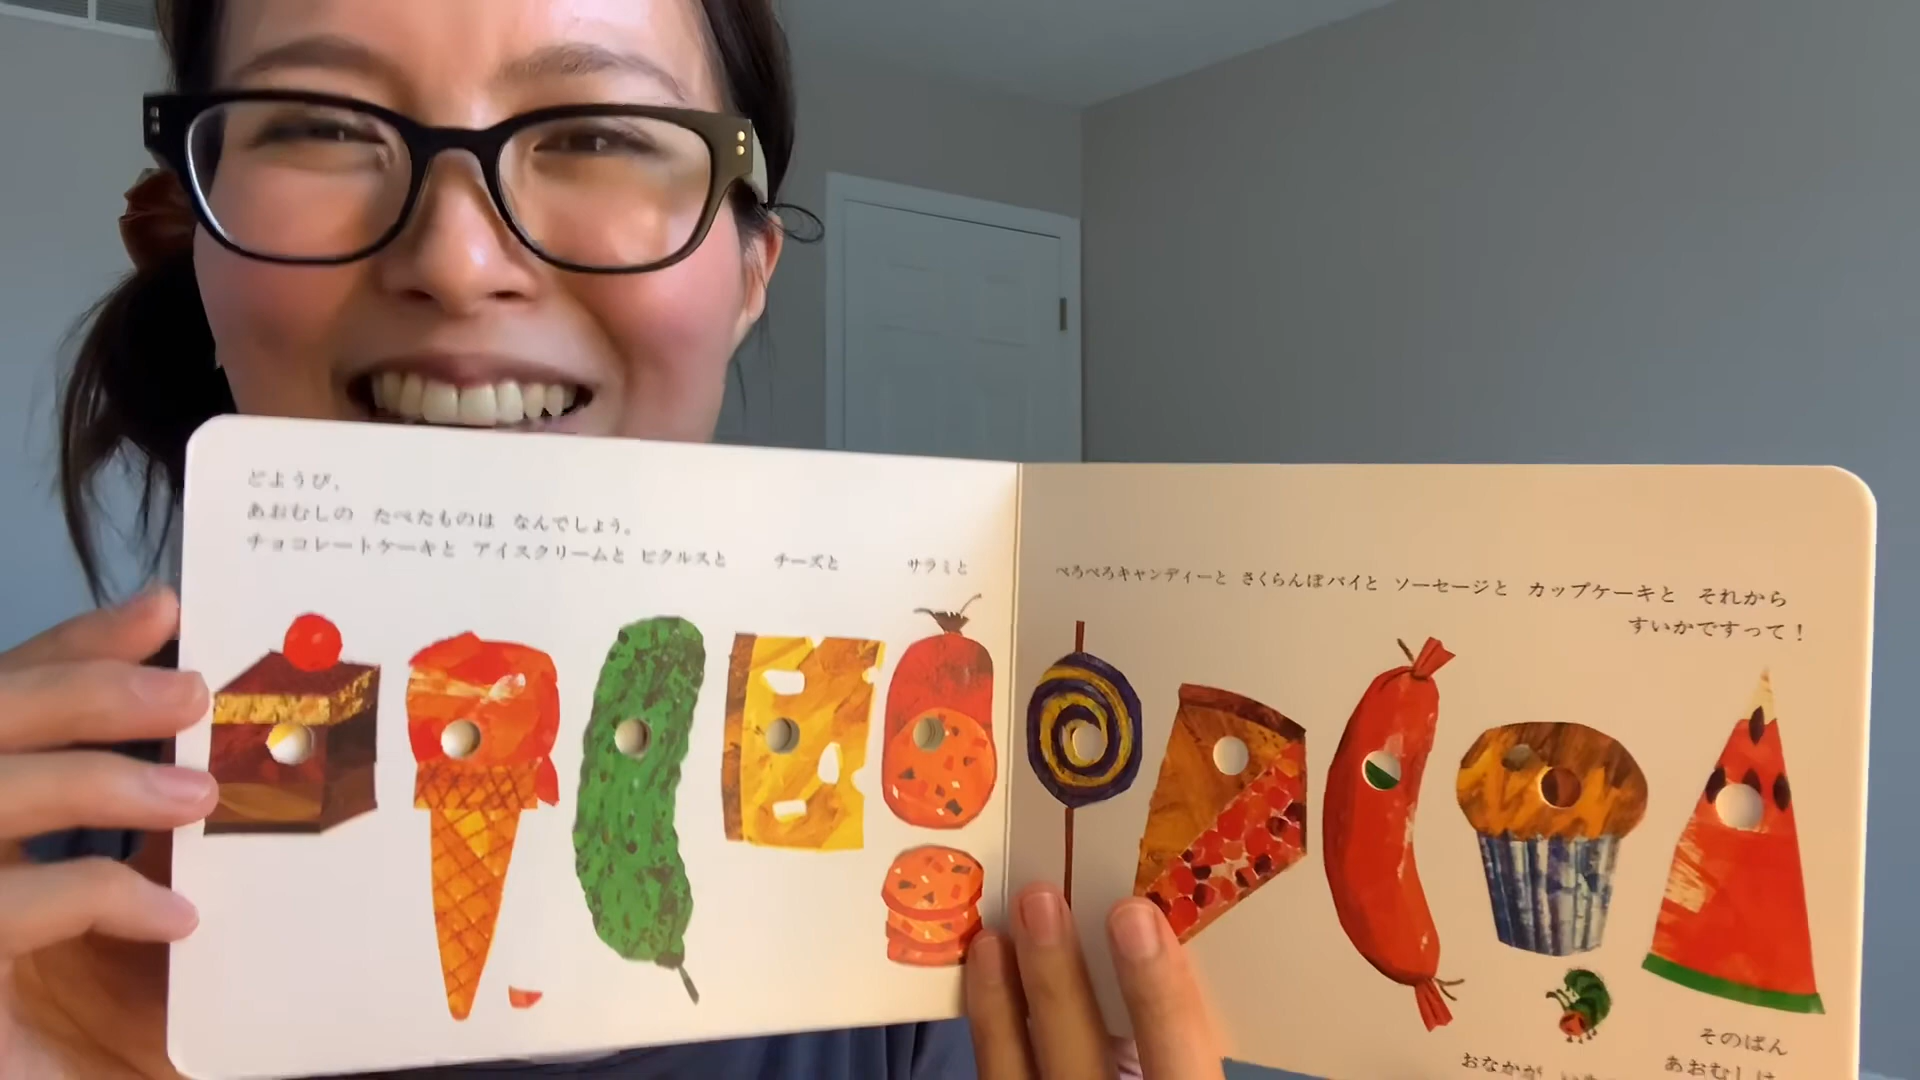 どようび、
あおむしの たべたものは なんでしょう。
チョコレートケーキと アイスクリームと ピクルスと チーズと サラミと
ぺろぺろキャンディーと さくらんぼパイと ソーセージと カップケーキと それから
すいかですって！
そのばん
あおむしは
おなかが